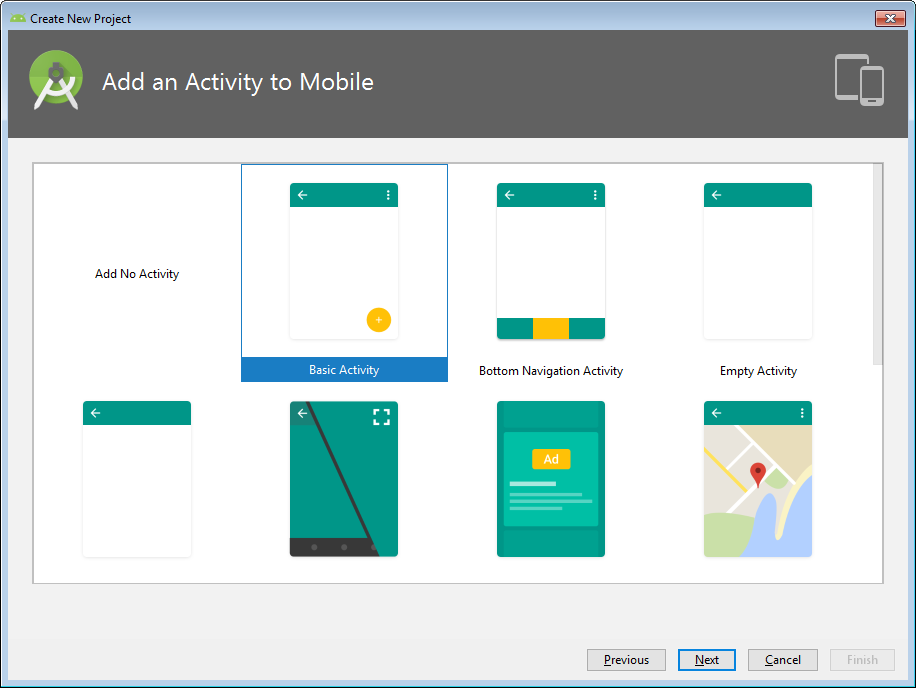 Create New Project
Add an Activity to Mobile
Add No Activity
Basic Activity
Bottom Navigation Activity
Empty Activity
Ad
Previous
Next
Cancel
Finish